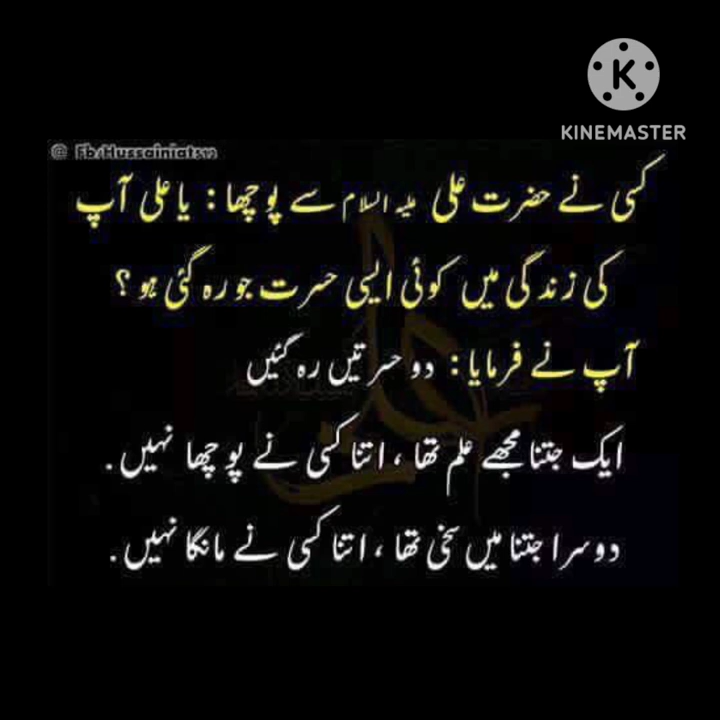 K
KINEMASTER
@ Fb/Hussainiat512
کسی نے حضرت علی علیہ السلام سے پوچھا: یا علی آپ
کی زندگی میں کوئی ایسی حسرت جو رہ گئی ہو؟
آپ نے فرمایا: دو حسرتیں رہ گئیں
ایک جتنا مجھے علم تھا، اتنا کسی نے پوچھا نہیں.
دوسرا جتنا میں سخی تھا، اتنا کسی نے مانگا نہیں.